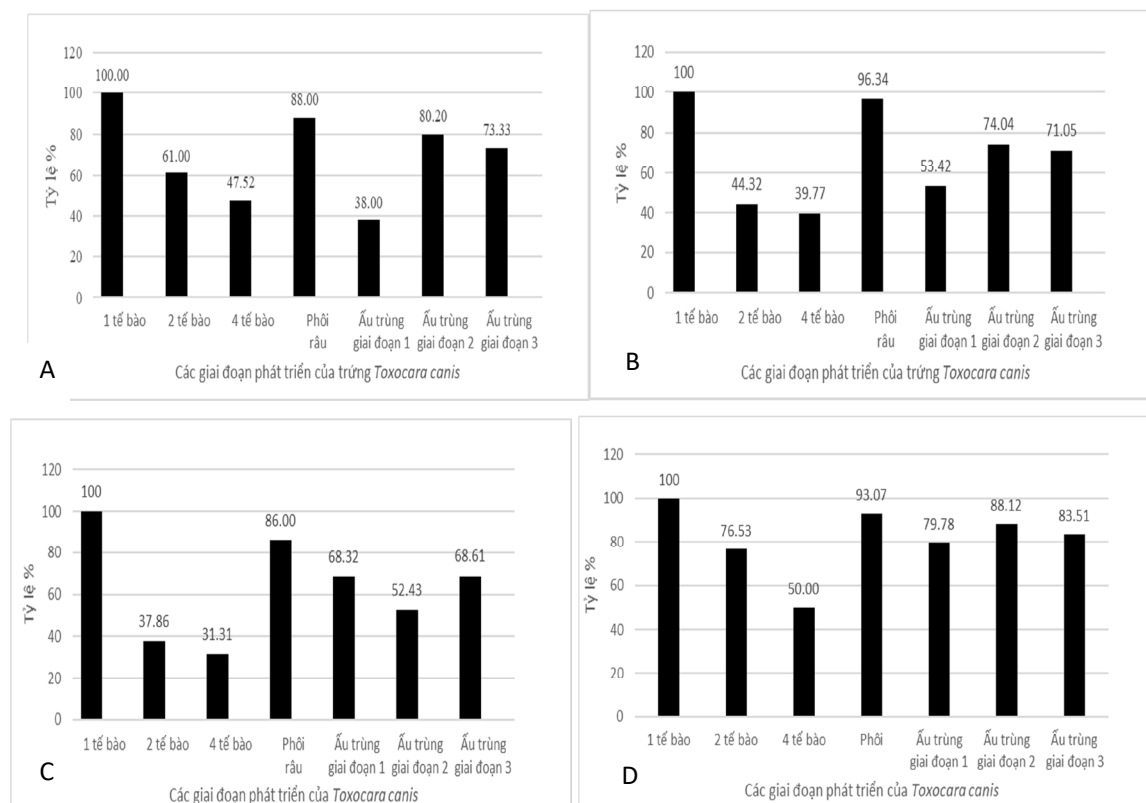 120
100
80
60
40
20
0
Tỷ lệ %
100.00
61.00
47.52
88.00
38.00
80.20
73.33
1 tế bào 2 tế bào 4 tế bào Phôi Ấu trùng Ấu trùng Ấu trùng
râu giai đoạn 1 giai đoạn 2 giai đoạn 3
A
Các giai đoạn phát triển của trứng Toxocara canis
120
100
80
60
40
20
0
Tỷ lệ %
100
44.32
39.77
96.34
53.42
74.04
71.05
1 tế bào 2 tế bào 4 tế bào Phôi Ấu trùng Ấu trùng Ấu trùng
râu giai đoạn 1 giai đoạn 2 giai đoạn 3
B
Các giai đoạn phát triển của trứng Toxocara canis
120
100
80
60
40
20
0
Tỷ lệ %
100
37.86
31.31
86.00
68.32
52.43
68.61
1 tế bào 2 tế bào 4 tế bào Phôi Ấu trùng Ấu trùng Ấu trùng
râu giai đoạn 1 giai đoạn 2 giai đoạn 3
C
Các giai đoạn phát triển của Toxocara canis
120
100
80
60
40
20
0
Tỷ lệ %
100
76.53
50.00
93.07
79.78
88.12
83.51
1 tế bào 2 tế bào 4 tế bào Phôi Ấu trùng Ấu trùng Ấu trùng
giai đoạn 1 giai đoạn 2 giai đoạn 3
D
Các giai đoạn phát triển của Toxocara canis